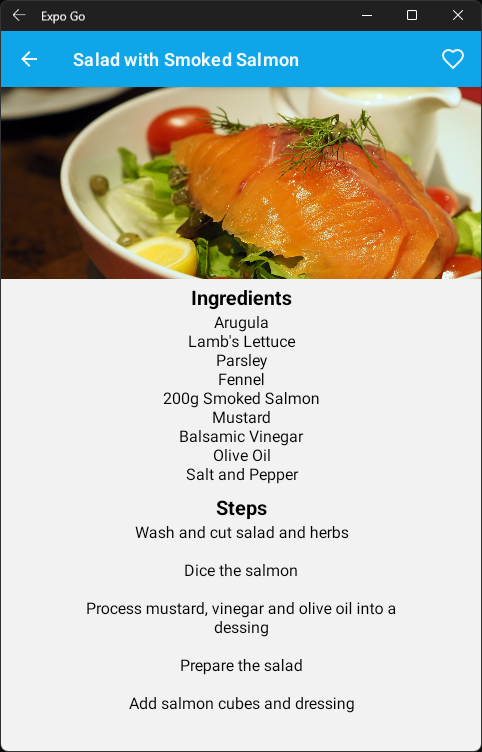 Expo Go
Salad with Smoked Salmon
Ingredients
Arugula
Lamb's Lettuce
Parsley
Fennel
200g Smoked Salmon
Mustard
Balsamic Vinegar
Olive Oil
Salt and Pepper
Steps
Wash and cut salad and herbs
Dice the salmon
Process mustard, vinegar and olive oil into a
dessing
Prepare the salad
Add salmon cubes and dressing